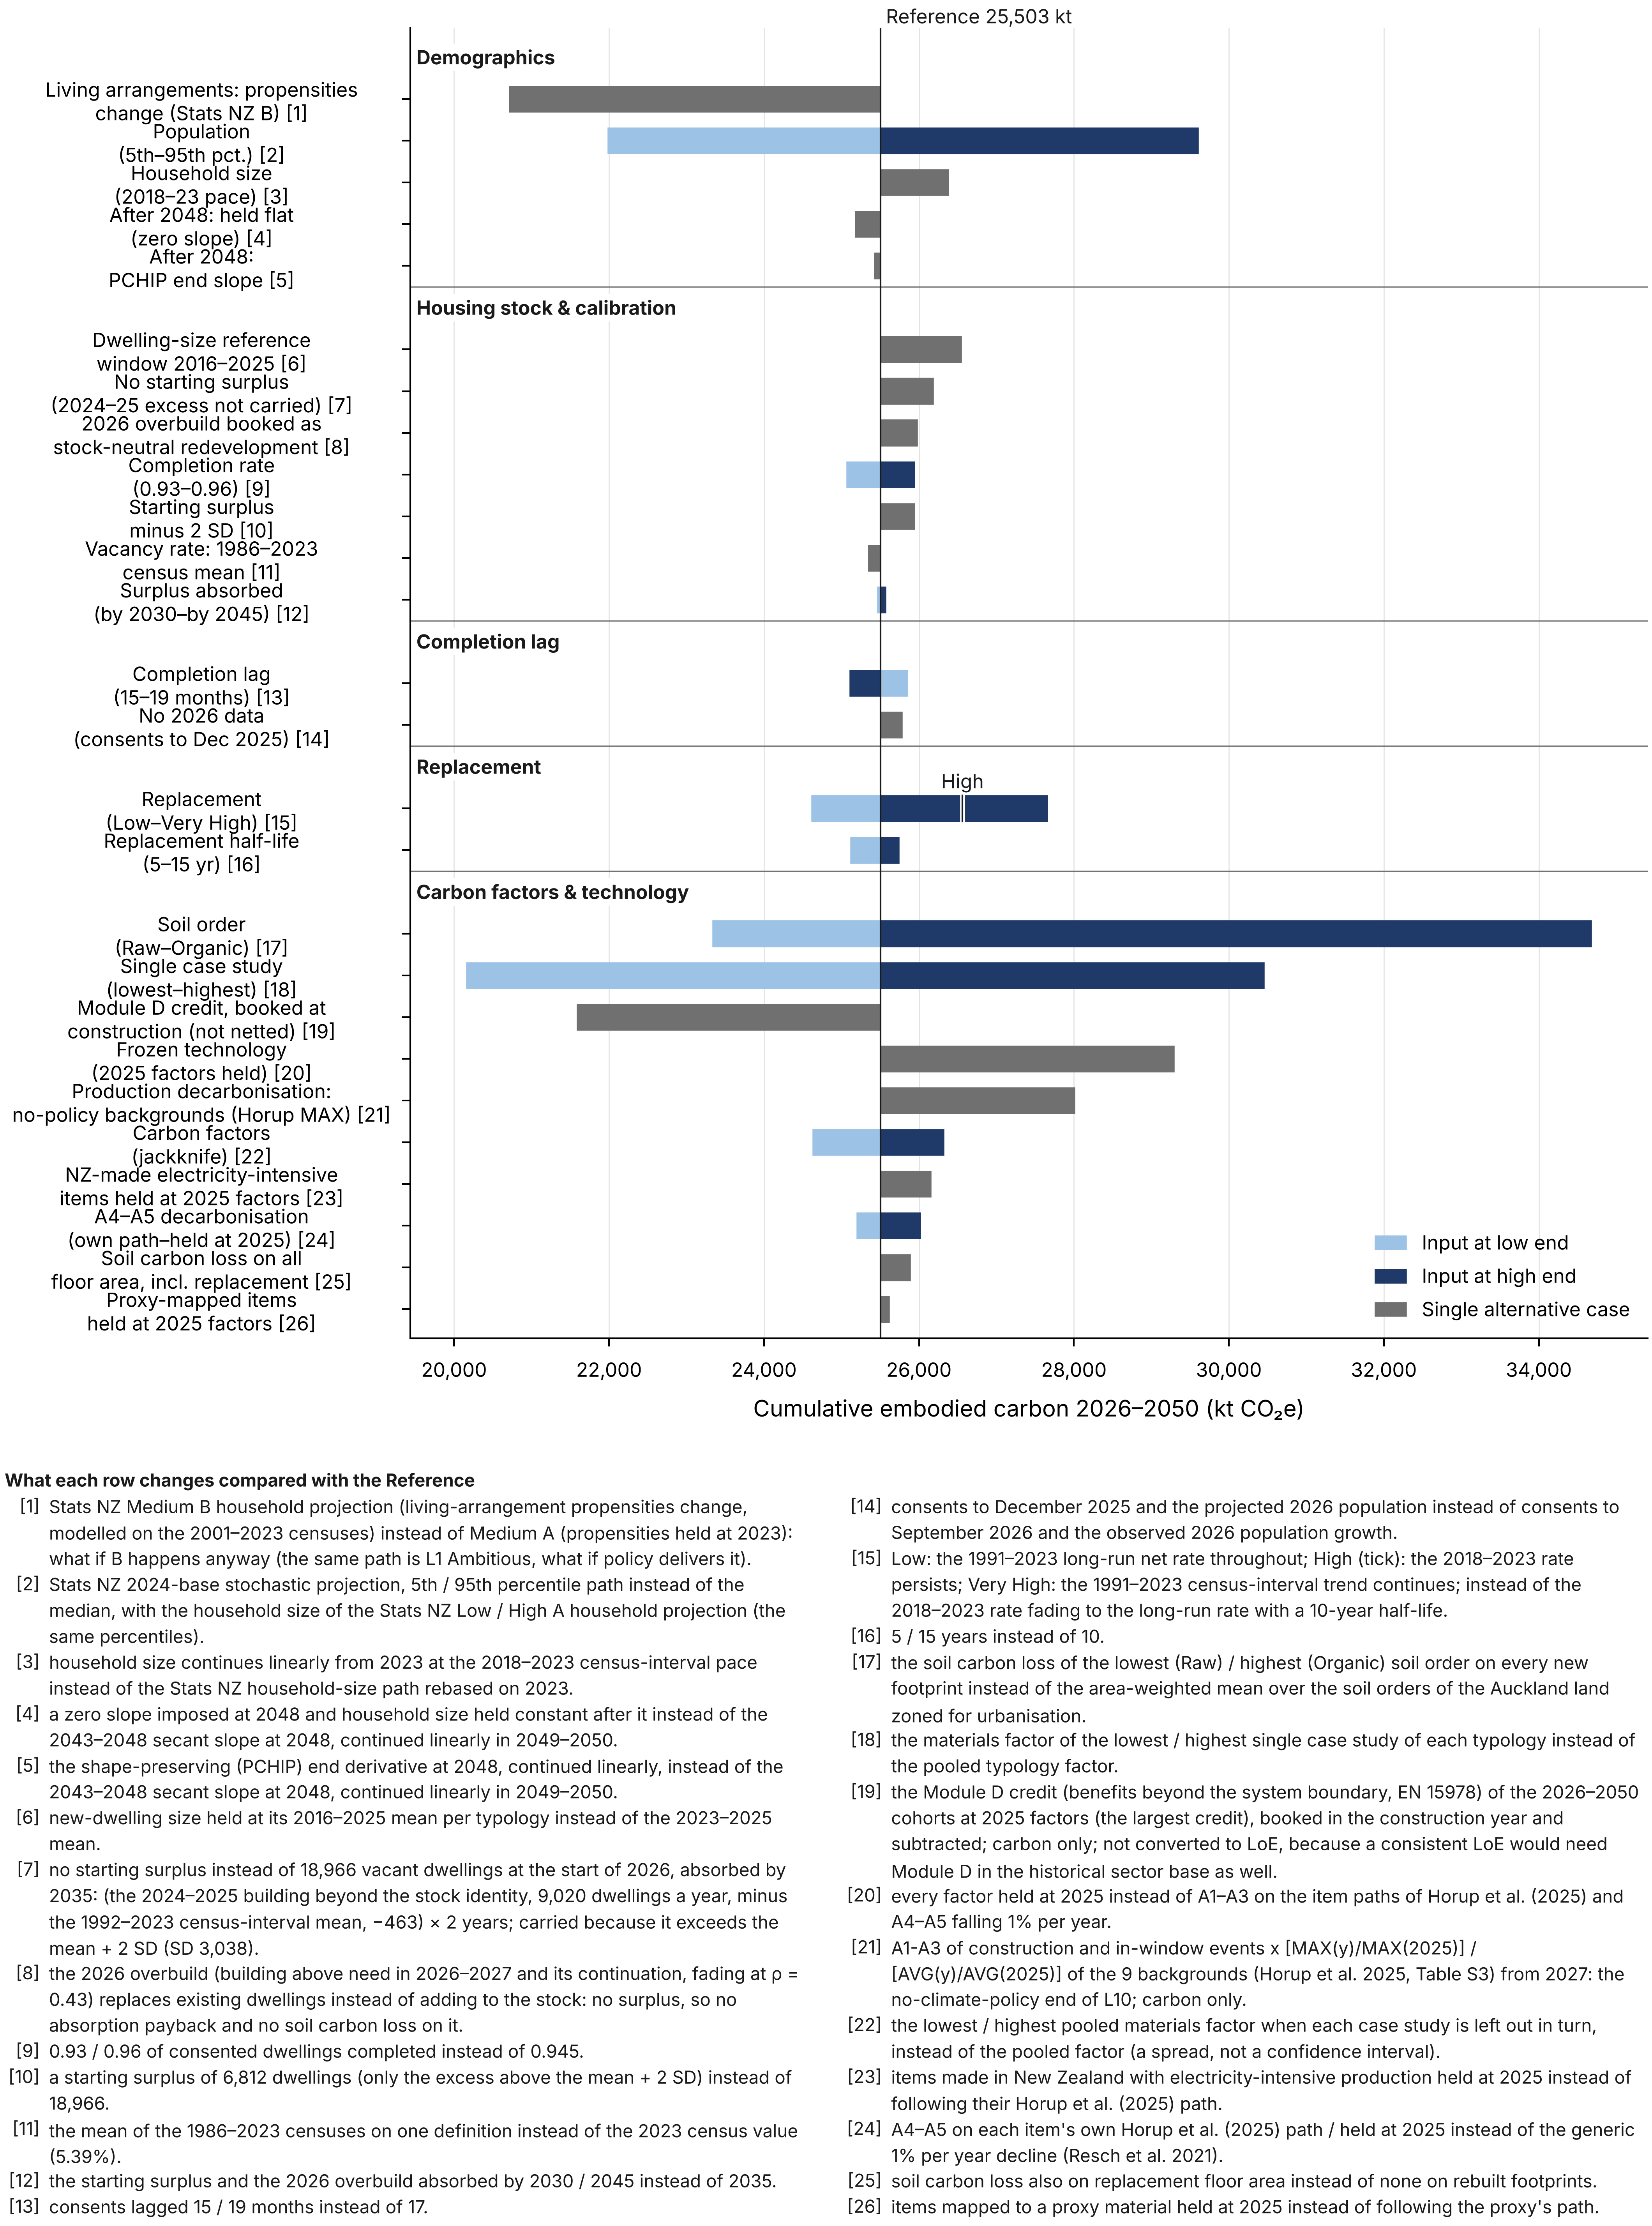 Reference 25,503 kt
Demographics
Living arrangements: propensities
change (Stats NZ B) [1]
Population
(5th–95th pct.) [2]
Household size
(2018–23 pace) [3]
After 2048: held flat
(zero slope) [4]
After 2048:
PCHIP end slope [5]
Housing stock & calibration
Dwelling-size reference
window 2016–2025 [6]
No starting surplus
(2024–25 excess not carried) [7]
2026 overbuild booked as
stock-neutral redevelopment [8]
Completion rate
(0.93–0.96) [9]
Starting surplus
minus 2 SD [10]
Vacancy rate: 1986–2023
census mean [11]
Surplus absorbed
(by 2030–by 2045) [12]
Completion lag
Completion lag
(15–19 months) [13]
No 2026 data
(consents to Dec 2025) [14]
Replacement
High
Replacement
(Low–Very High) [15]
Replacement half-life
(5–15 yr) [16]
Carbon factors & technology
Soil order
(Raw–Organic) [17]
Single case study
(lowest–highest) [18]
Module D credit, booked at
construction (not netted) [19]
Frozen technology
(2025 factors held) [20]
Production decarbonisation:
no-policy backgrounds (Horup MAX) [21]
Carbon factors
(jackknife) [22]
NZ-made electricity-intensive
items held at 2025 factors [23]
A4–A5 decarbonisation
(own path–held at 2025) [24]
Soil carbon loss on all
floor area, incl. replacement [25]
Proxy-mapped items
held at 2025 factors [26]
Input at low end
Input at high end
Single alternative case
20,000 22,000 24,000 26,000 28,000 30,000 32,000 34,000
Cumulative embodied carbon 2026–2050 (kt CO₂e)
What each row changes compared with the Reference
[1] Stats NZ Medium B household projection (living-arrangement propensities change,
modelled on the 2001–2023 censuses) instead of Medium A (propensities held at 2023):
what if B happens anyway (the same path is L1 Ambitious, what if policy delivers it).
[2] Stats NZ 2024-base stochastic projection, 5th / 95th percentile path instead of the
median, with the household size of the Stats NZ Low / High A household projection (the
same percentiles).
[3] household size continues linearly from 2023 at the 2018–2023 census-interval pace
instead of the Stats NZ household-size path rebased on 2023.
[4] a zero slope imposed at 2048 and household size held constant after it instead of the
2043–2048 secant slope at 2048, continued linearly in 2049–2050.
[5] the shape-preserving (PCHIP) end derivative at 2048, continued linearly, instead of the
2043–2048 secant slope at 2048, continued linearly in 2049–2050.
[6] new-dwelling size held at its 2016–2025 mean per typology instead of the 2023–2025
mean.
[7] no starting surplus instead of 18,966 vacant dwellings at the start of 2026, absorbed by
2035: (the 2024–2025 building beyond the stock identity, 9,020 dwellings a year, minus
the 1992–2023 census-interval mean, −463) × 2 years; carried because it exceeds the
mean + 2 SD (SD 3,038).
[8] the 2026 overbuild (building above need in 2026–2027 and its continuation, fading at ρ =
0.43) replaces existing dwellings instead of adding to the stock: no surplus, so no
absorption payback and no soil carbon loss on it.
[9] 0.93 / 0.96 of consented dwellings completed instead of 0.945.
[10] a starting surplus of 6,812 dwellings (only the excess above the mean + 2 SD) instead of
18,966.
[11] the mean of the 1986–2023 censuses on one definition instead of the 2023 census value
(5.39%).
[12] the starting surplus and the 2026 overbuild absorbed by 2030 / 2045 instead of 2035.
[13] consents lagged 15 / 19 months instead of 17.
[14] consents to December 2025 and the projected 2026 population instead of consents to
September 2026 and the observed 2026 population growth.
[15] Low: the 1991–2023 long-run net rate throughout; High (tick): the 2018–2023 rate
persists; Very High: the 1991–2023 census-interval trend continues; instead of the
2018–2023 rate fading to the long-run rate with a 10-year half-life.
[16] 5 / 15 years instead of 10.
[17] the soil carbon loss of the lowest (Raw) / highest (Organic) soil order on every new
footprint instead of the area-weighted mean over the soil orders of the Auckland land
zoned for urbanisation.
[18] the materials factor of the lowest / highest single case study of each typology instead of
the pooled typology factor.
[19] the Module D credit (benefits beyond the system boundary, EN 15978) of the 2026–2050
cohorts at 2025 factors (the largest credit), booked in the construction year and
subtracted; carbon only; not converted to LoE, because a consistent LoE would need
Module D in the historical sector base as well.
[20] every factor held at 2025 instead of A1–A3 on the item paths of Horup et al. (2025) and
A4–A5 falling 1% per year.
[21] A1-A3 of construction and in-window events x [MAX(y)/MAX(2025)] /
[AVG(y)/AVG(2025)] of the 9 backgrounds (Horup et al. 2025, Table S3) from 2027: the
no-climate-policy end of L10; carbon only.
[22] the lowest / highest pooled materials factor when each case study is left out in turn,
instead of the pooled factor (a spread, not a confidence interval).
[23] items made in New Zealand with electricity-intensive production held at 2025 instead of
following their Horup et al. (2025) path.
[24] A4–A5 on each item's own Horup et al. (2025) path / held at 2025 instead of the generic
1% per year decline (Resch et al. 2021).
[25] soil carbon loss also on replacement floor area instead of none on rebuilt footprints.
[26] items mapped to a proxy material held at 2025 instead of following the proxy's path.